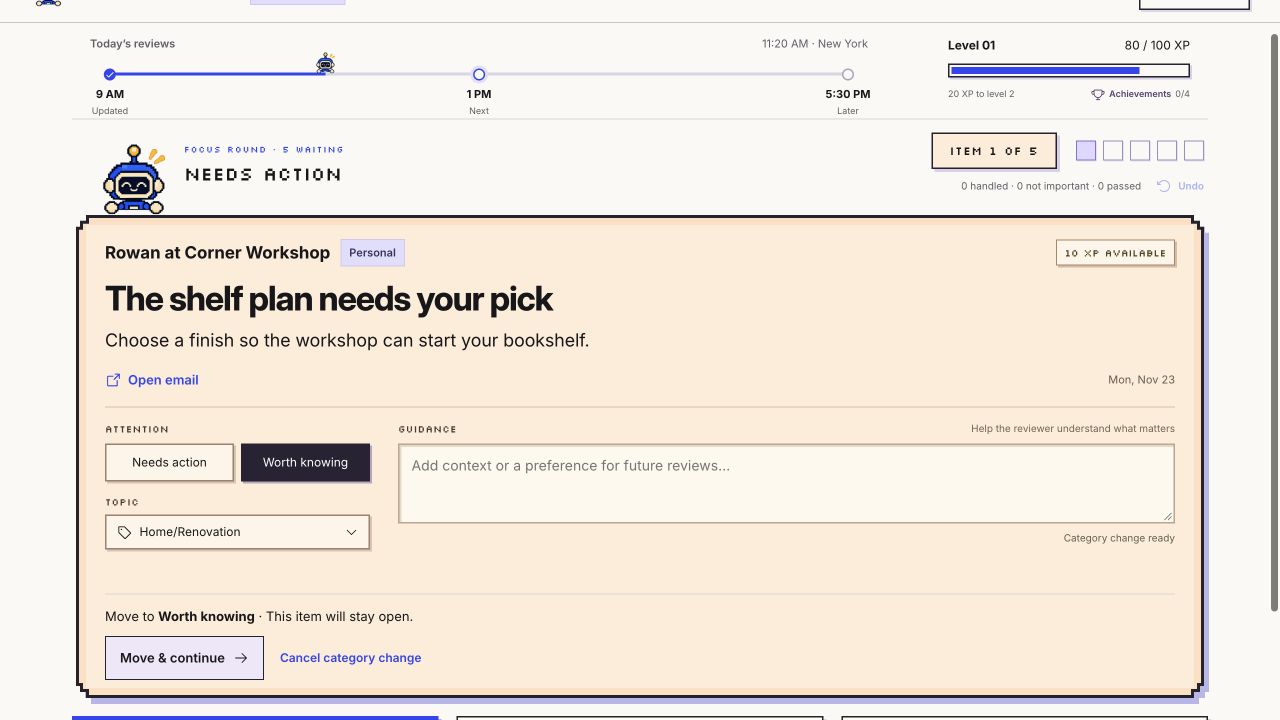 Today's reviews
11:20 AM · New York
9 AM
Updated
1 PM
Next
5:30 PM
Later
Level 01
80 / 100 XP
20 XP to level 2
Achievements 0/4
FOCUS ROUND · 5 WAITING
NEEDS ACTION
ITEM 1 OF 5
0 handled · 0 not important · 0 passed
Undo
Rowan at Corner Workshop
Personal
10 XP AVAILABLE
The shelf plan needs your pick
Choose a finish so the workshop can start your bookshelf.
Open email
Mon, Nov 23
ATTENTION
Needs action
Worth knowing
TOPIC
Home/Renovation
GUIDANCE
Help the reviewer understand what matters
Add context or a preference for future reviews...
Category change ready
Move to Worth knowing · This item will stay open.
Move & continue
Cancel category change